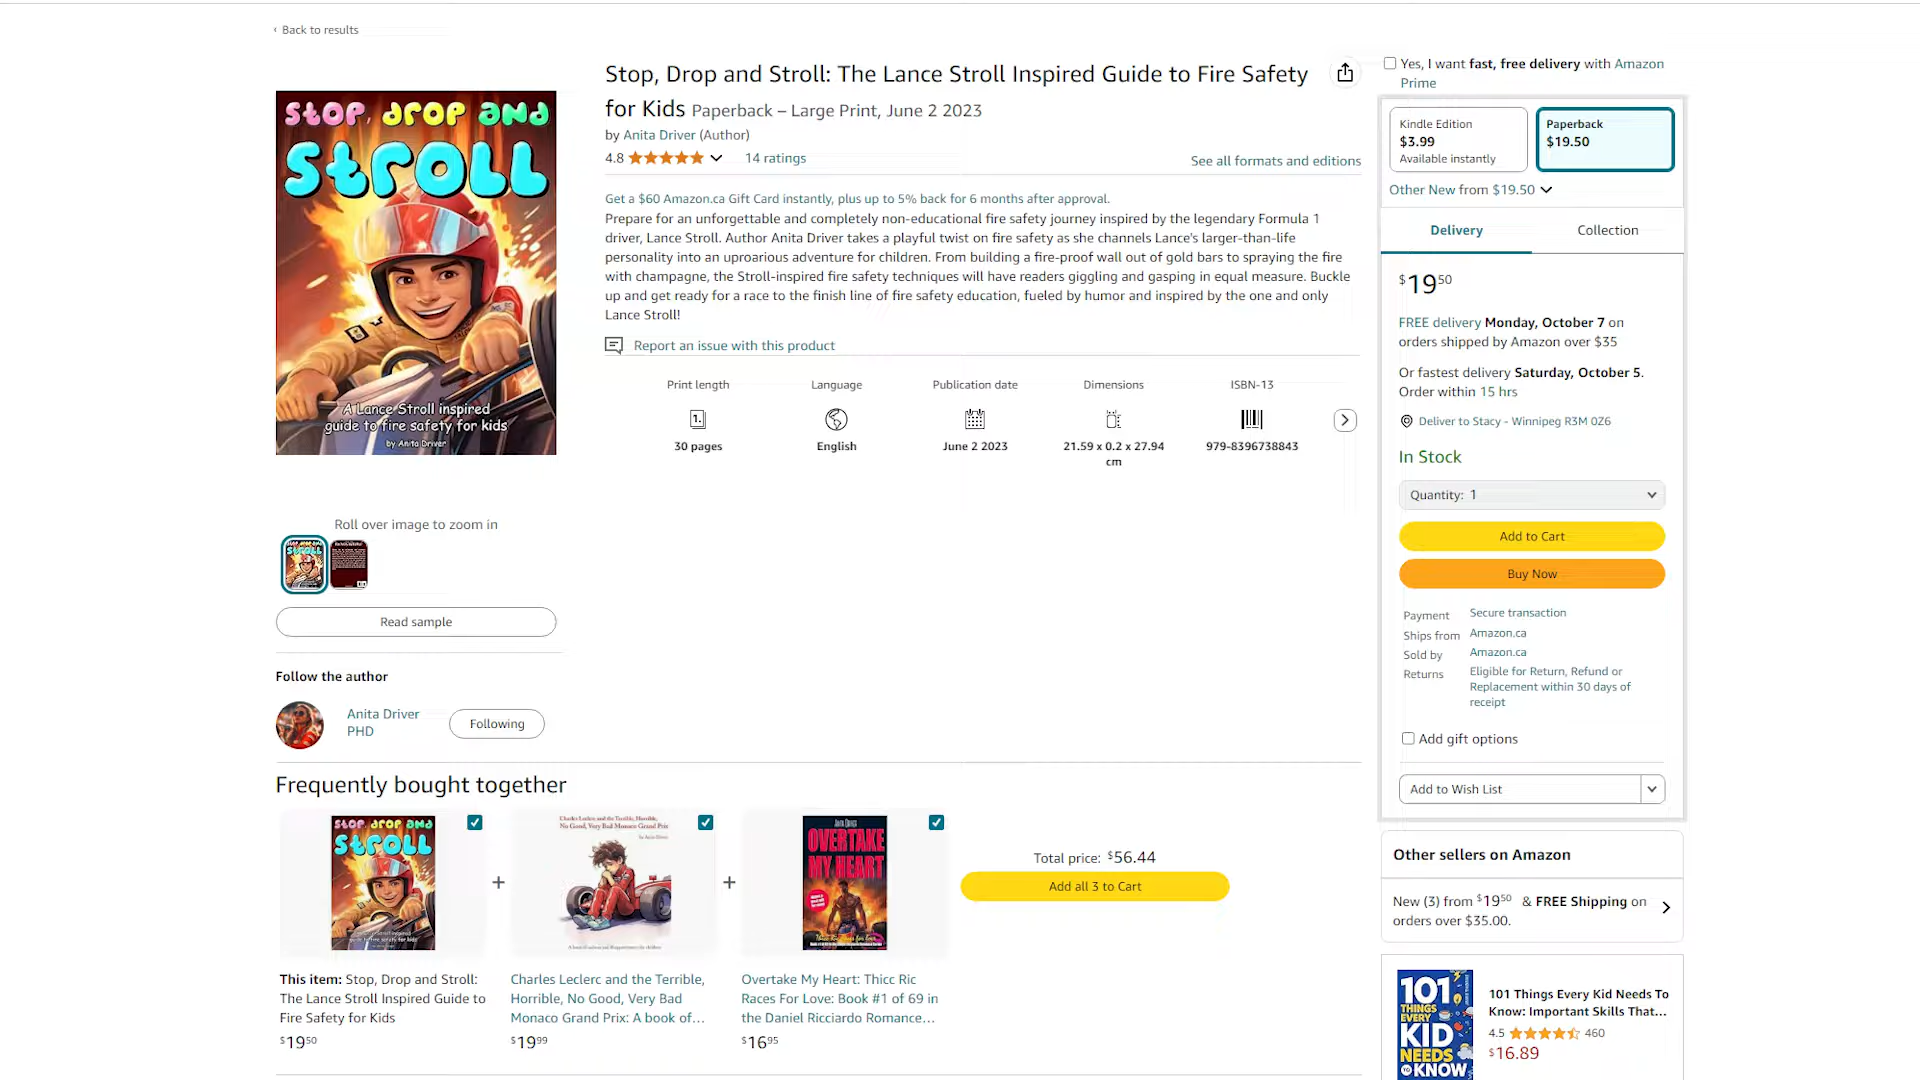 ‹ Back to results
STOP, DROP AND
STROLL
A Lance Stroll inspired
guide to fire safety for kids
by Anita Driver
Roll over image to zoom in
Read sample
Follow the author
Anita Driver
PHD
Following
Stop, Drop and Stroll: The Lance Stroll Inspired Guide to Fire Safety
for Kids Paperback – Large Print, June 2 2023
by Anita Driver (Author)
4.8
14 ratings
See all formats and editions
Get a $60 Amazon.ca Gift Card instantly, plus up to 5% back for 6 months after approval.
Prepare for an unforgettable and completely non-educational fire safety journey inspired by the legendary Formula 1
driver, Lance Stroll. Author Anita Driver takes a playful twist on fire safety as she channels Lance's larger-than-life
personality into an uproarious adventure for children. From building a fire-proof wall out of gold bars to spraying the fire
with champagne, the Stroll-inspired fire safety techniques will have readers giggling and gasping in equal measure. Buckle
up and get ready for a race to the finish line of fire safety education, fueled by humor and inspired by the one and only
Lance Stroll!
Report an issue with this product
Print length
1.
30 pages
Language
English
Publication date
June 2 2023
Dimensions
21.59 x 0.2 x 27.94
cm
ISBN-13
979-8396738843
Yes, I want fast, free delivery with Amazon
Prime
Kindle Edition
$3.99
Available instantly
Paperback
$19.50
Other New from $19.50
Delivery
Collection
$19 50
FREE delivery Monday, October 7 on
orders shipped by Amazon over $35
Or fastest delivery Saturday, October 5.
Order within 15 hrs
Deliver to Stacy - Winnipeg R3M 0Z6
In Stock
Quantity: 1
Add to Cart
Buy Now
Payment Secure transaction
Ships from Amazon.ca
Sold by Amazon.ca
Returns Eligible for Return, Refund or
Replacement within 30 days of
receipt
Add gift options
Add to Wish List
Other sellers on Amazon
New (3) from $19 50 & FREE Shipping on
orders over $35.00.
101
THINGS
EVERY
KID
NEEDS
TO KNOW
101 Things Every Kid Needs To
Know: Important Skills That...
4.5
460
$16.89
Frequently bought together
STOP, DROP AND
STROLL
+
Charles Leclerc and the Terrible, Horrible,
No Good, Very Bad Monaco Grand Prix
by Anita Driver
+
ANITA DRIVER
OVERTAKE
MY HEART
Total price: $56.44
Add all 3 to Cart
This item: Stop, Drop and Stroll:
The Lance Stroll Inspired Guide to
Fire Safety for Kids
$19 50
Charles Leclerc and the Terrible,
Horrible, No Good, Very Bad
Monaco Grand Prix: A book of...
$19 99
Overtake My Heart: Thicc Ric
Races For Love: Book #1 of 69 in
the Daniel Ricciardo Romance...
$16 95